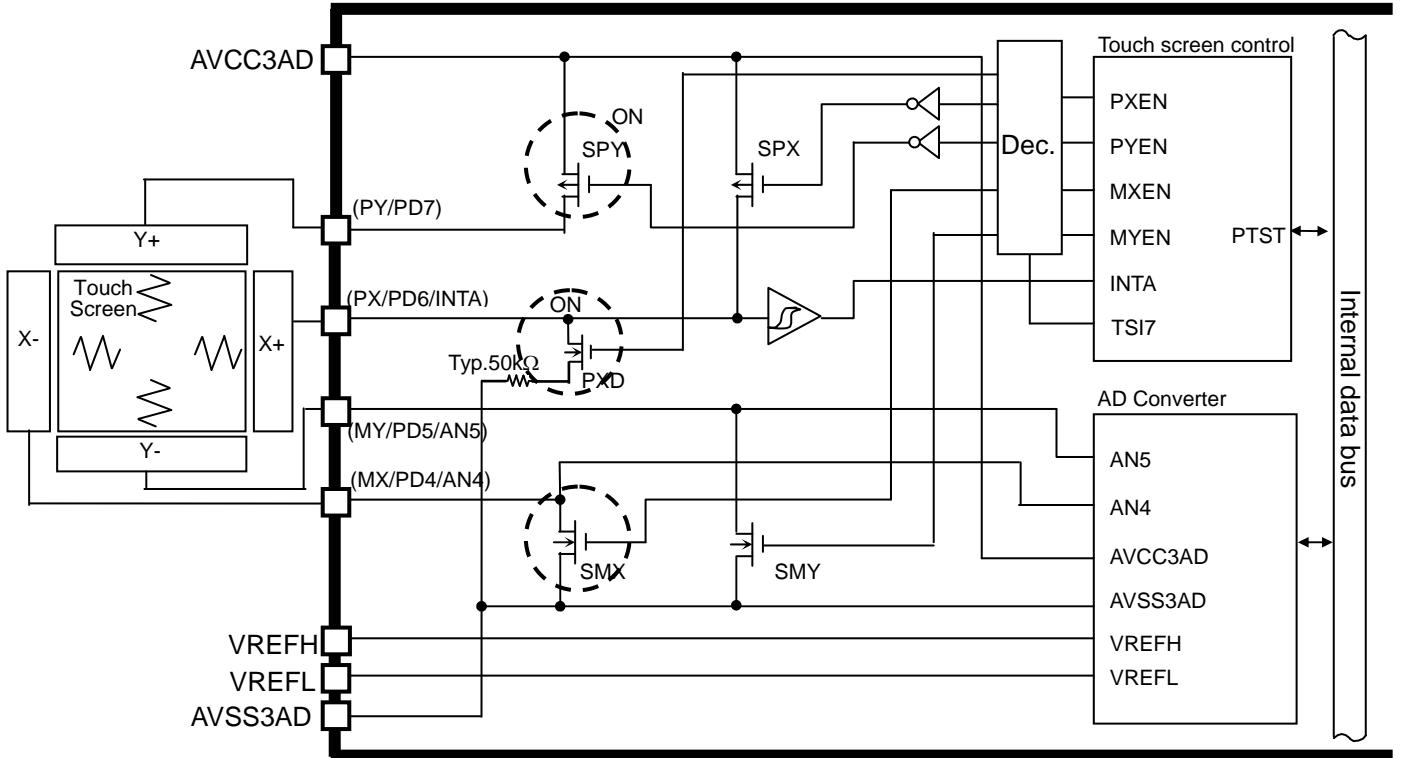 AVCC3AD
Touch screen control
ON
SPY
SPX
Dec.
PXEN
PYEN
MXEN
MYEN
PTST
INTA
TSI7
(PY/PD7)
Y+
Touch
Screen
X-
X+
Y-
(PX/PD6/INTA)
ON
Typ.50kΩ
PXD
(MY/PD5/AN5)
(MX/PD4/AN4)
SMX
SMY
AD Converter
AN5
AN4
AVCC3AD
AVSS3AD
VREFH
VREFL
Internal data bus
VREFH
VREFL
AVSS3AD